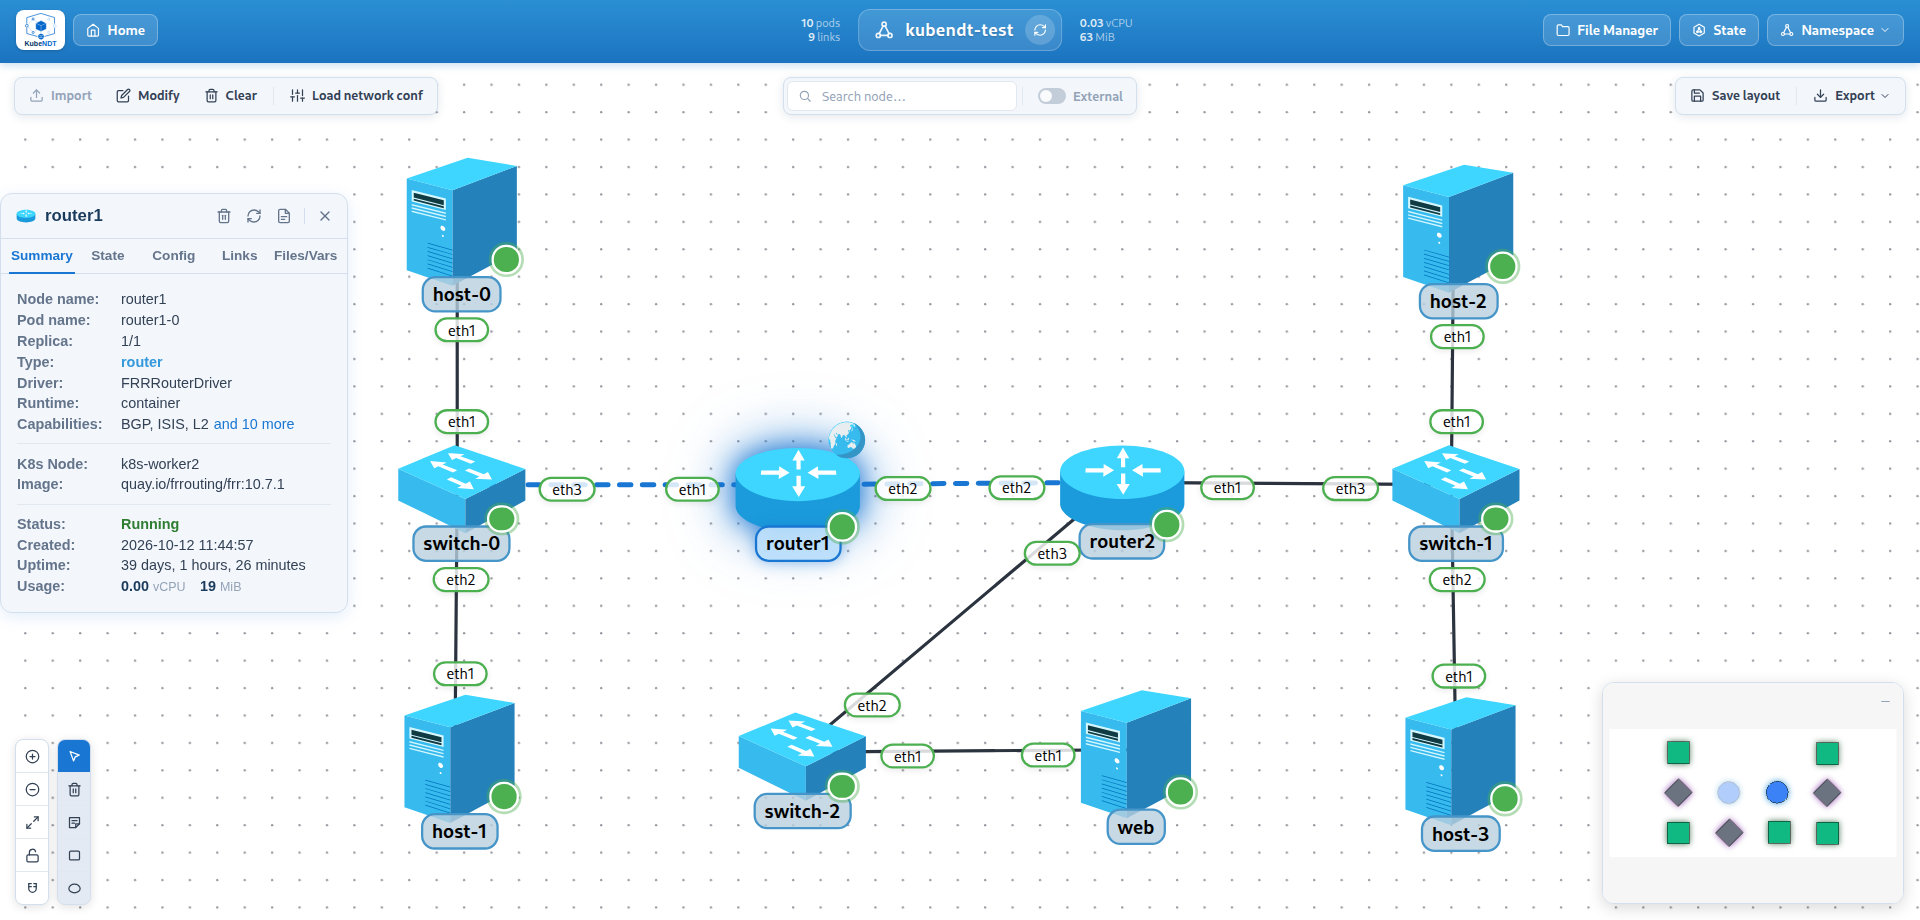 KubeNDT
Home
10 pods
9 links
kubendt-test
0.03 vCPU
63 MiB
File Manager
State
Namespace
Import
Modify
Clear
Load network conf
Search node...
External
Save layout
Export
router1
Summary
State
Config
Links
Files/Vars
Node name: router1
Pod name: router1-0
Replica: 1/1
Type: router
Driver: FRRRouterDriver
Runtime: container
Capabilities: BGP, ISIS, L2 and 10 more
K8s Node: k8s-worker2
Image: quay.io/frrouting/frr:10.7.1
Status: Running
Created: 2026-10-12 11:44:57
Uptime: 39 days, 1 hours, 26 minutes
Usage: 0.00 vCPU 19 MiB
host-0
eth1
eth1
switch-0
eth3
eth1
router1
eth2
eth2
router2
eth1
eth3
switch-1
host-2
eth1
eth1
eth2
eth1
host-1
eth3
eth2
switch-2
eth1
eth1
web
eth2
eth1
host-3